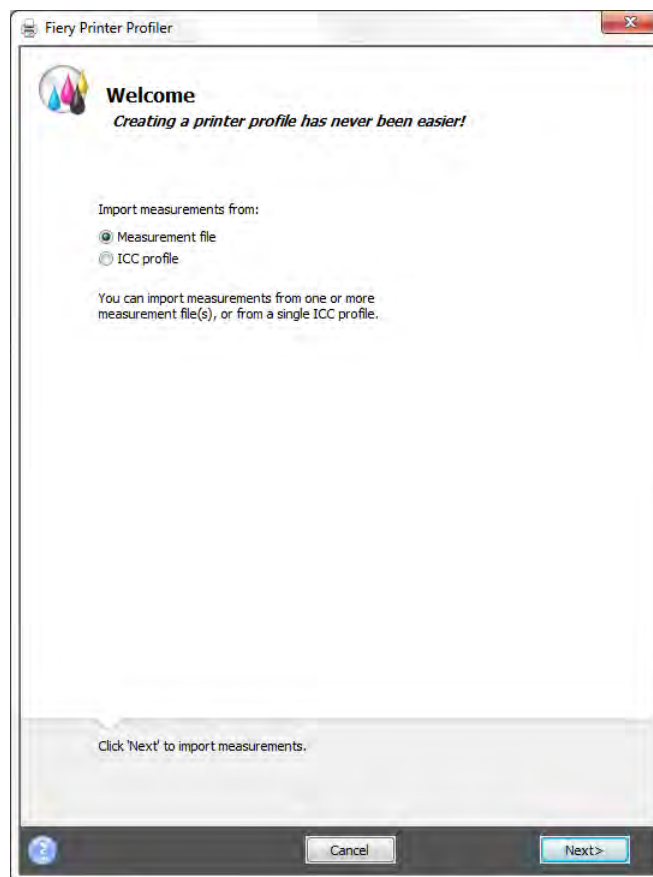 Fiery Printer Profiler
Welcome
Creating a printer profile has never been easier!
Import measurements from:
Measurement file
ICC profile
You can import measurements from one or more
measurement file(s), or from a single ICC profile.
Click 'Next' to import measurements.
?
Cancel
Next>